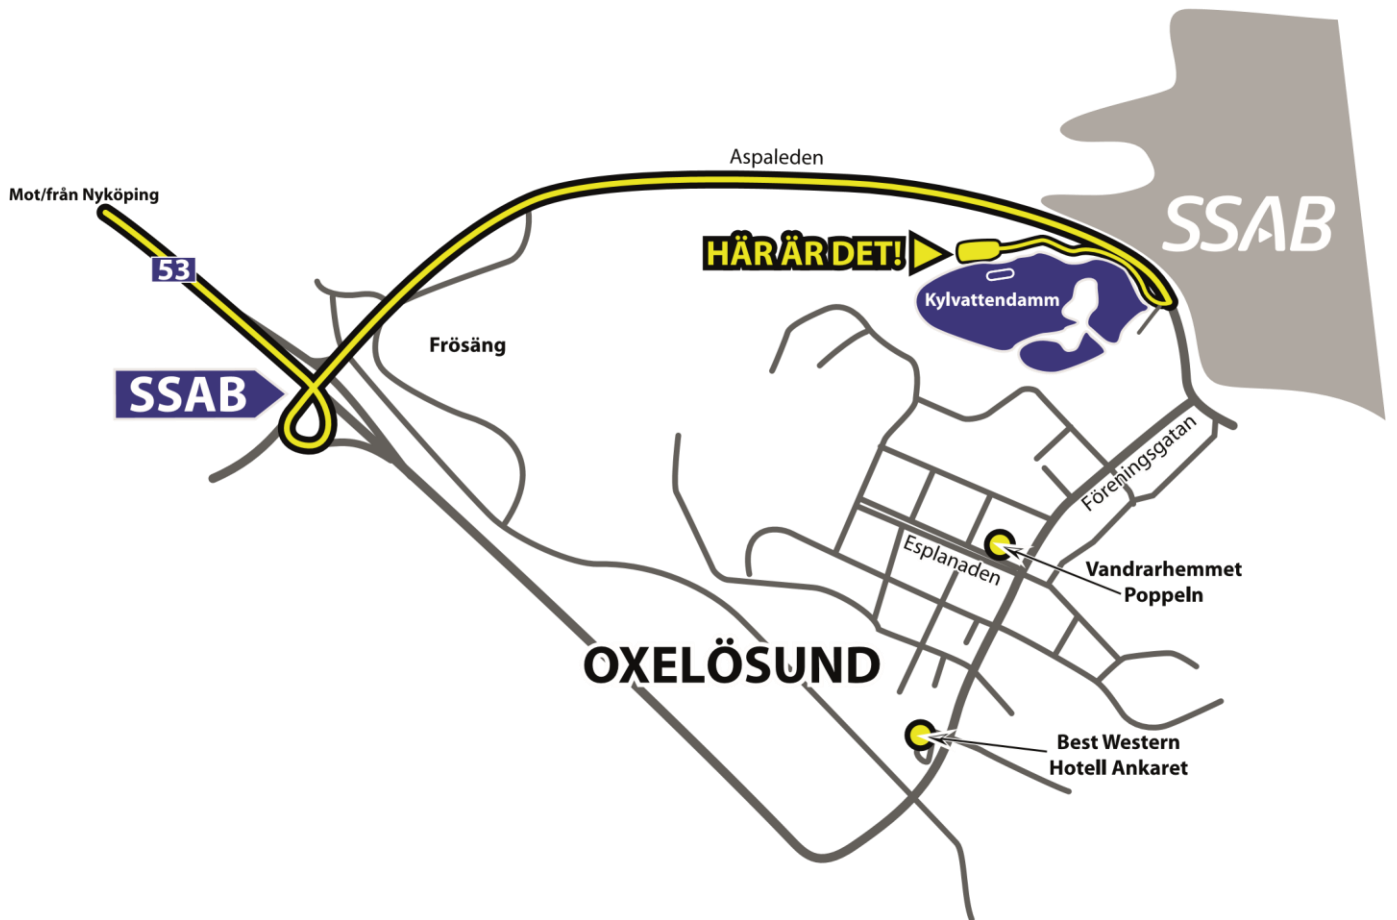 Aspaleden
Mot/från Nyköping
SSAB
HÄR ÄR DET!
53
Kylvattendamm
Frösäng
SSAB
Föreningsgatan
Esplanaden
Vandrarhemmet
Poppeln
OXELÖSUND
Best Western
Hotell Ankaret